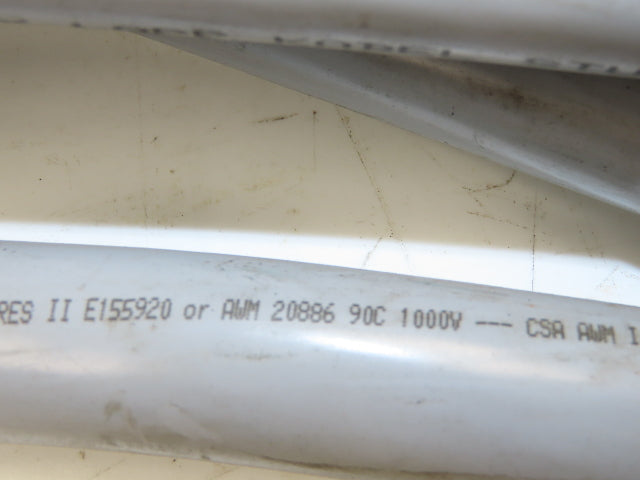 RES II E155920 or AWM 20886 90C 1000V --- CSA AWM I